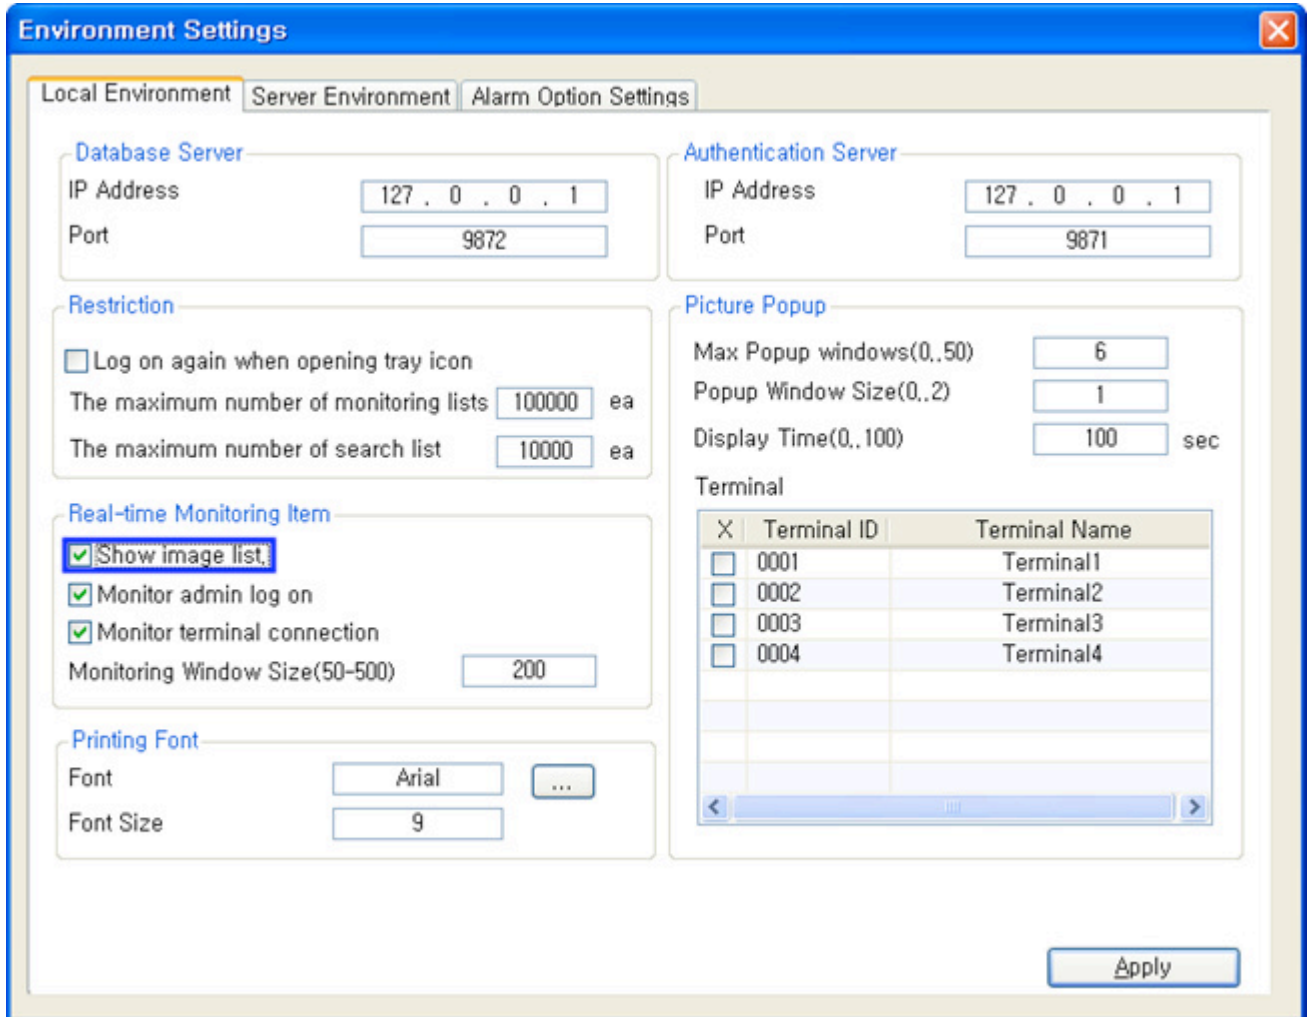 Environment Settings
Local Environment
Server Environment
Alarm Option Settings
Database Server
IP Address 127 . 0 . 0 . 1
Port 9872
Authentication Server
IP Address 127 . 0 . 0 . 1
Port 9871
Restriction
Log on again when opening tray icon
The maximum number of monitoring lists 100000 ea
The maximum number of search list 10000 ea
Real-time Monitoring Item
Show image list.
Monitor admin log on
Monitor terminal connection
Monitoring Window Size(50-500) 200
Printing Font
Font Arial ...
Font Size 9
Picture Popup
Max Popup windows(0..50) 6
Popup Window Size(0..2) 1
Display Time(0..100) 100 sec
Terminal
X Terminal ID Terminal Name
0001 Terminal1
0002 Terminal2
0003 Terminal3
0004 Terminal4
Apply